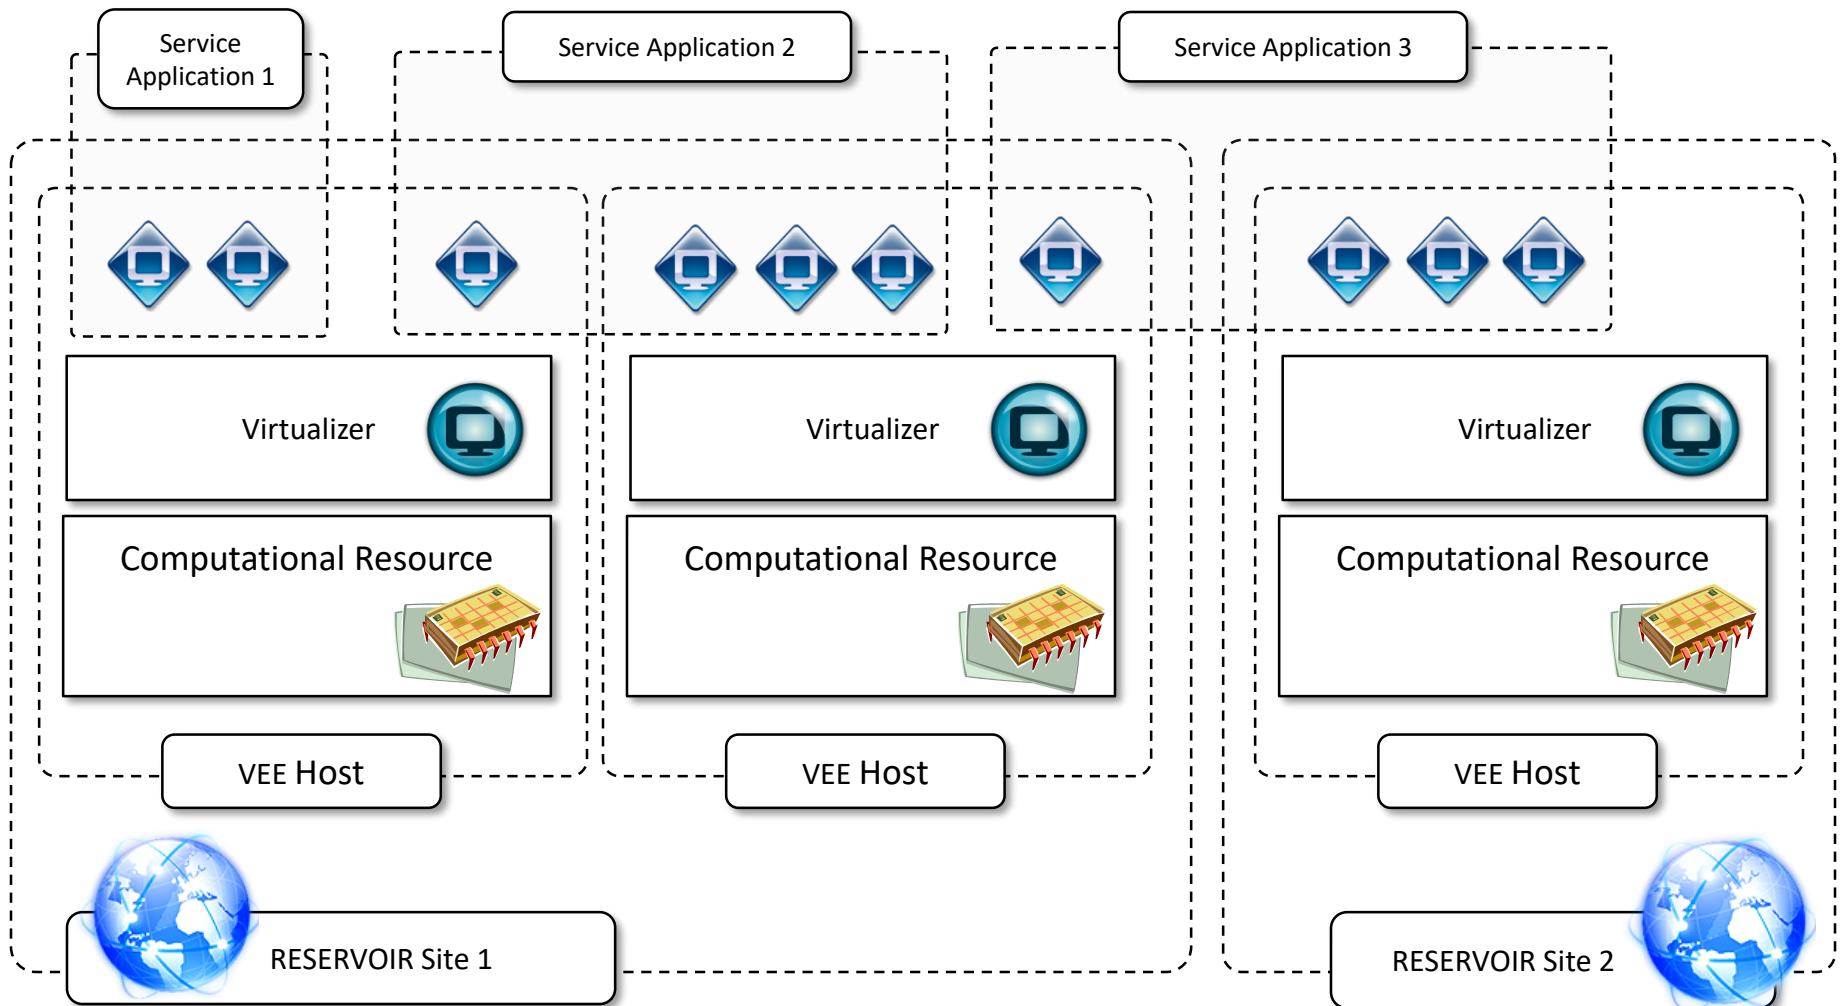 Service
Application 1
Service Application 2
Service Application 3
Virtualizer
Virtualizer
Virtualizer
Computational Resource
Computational Resource
Computational Resource
VEE Host
VEE Host
VEE Host
RESERVOIR Site 1
RESERVOIR Site 2